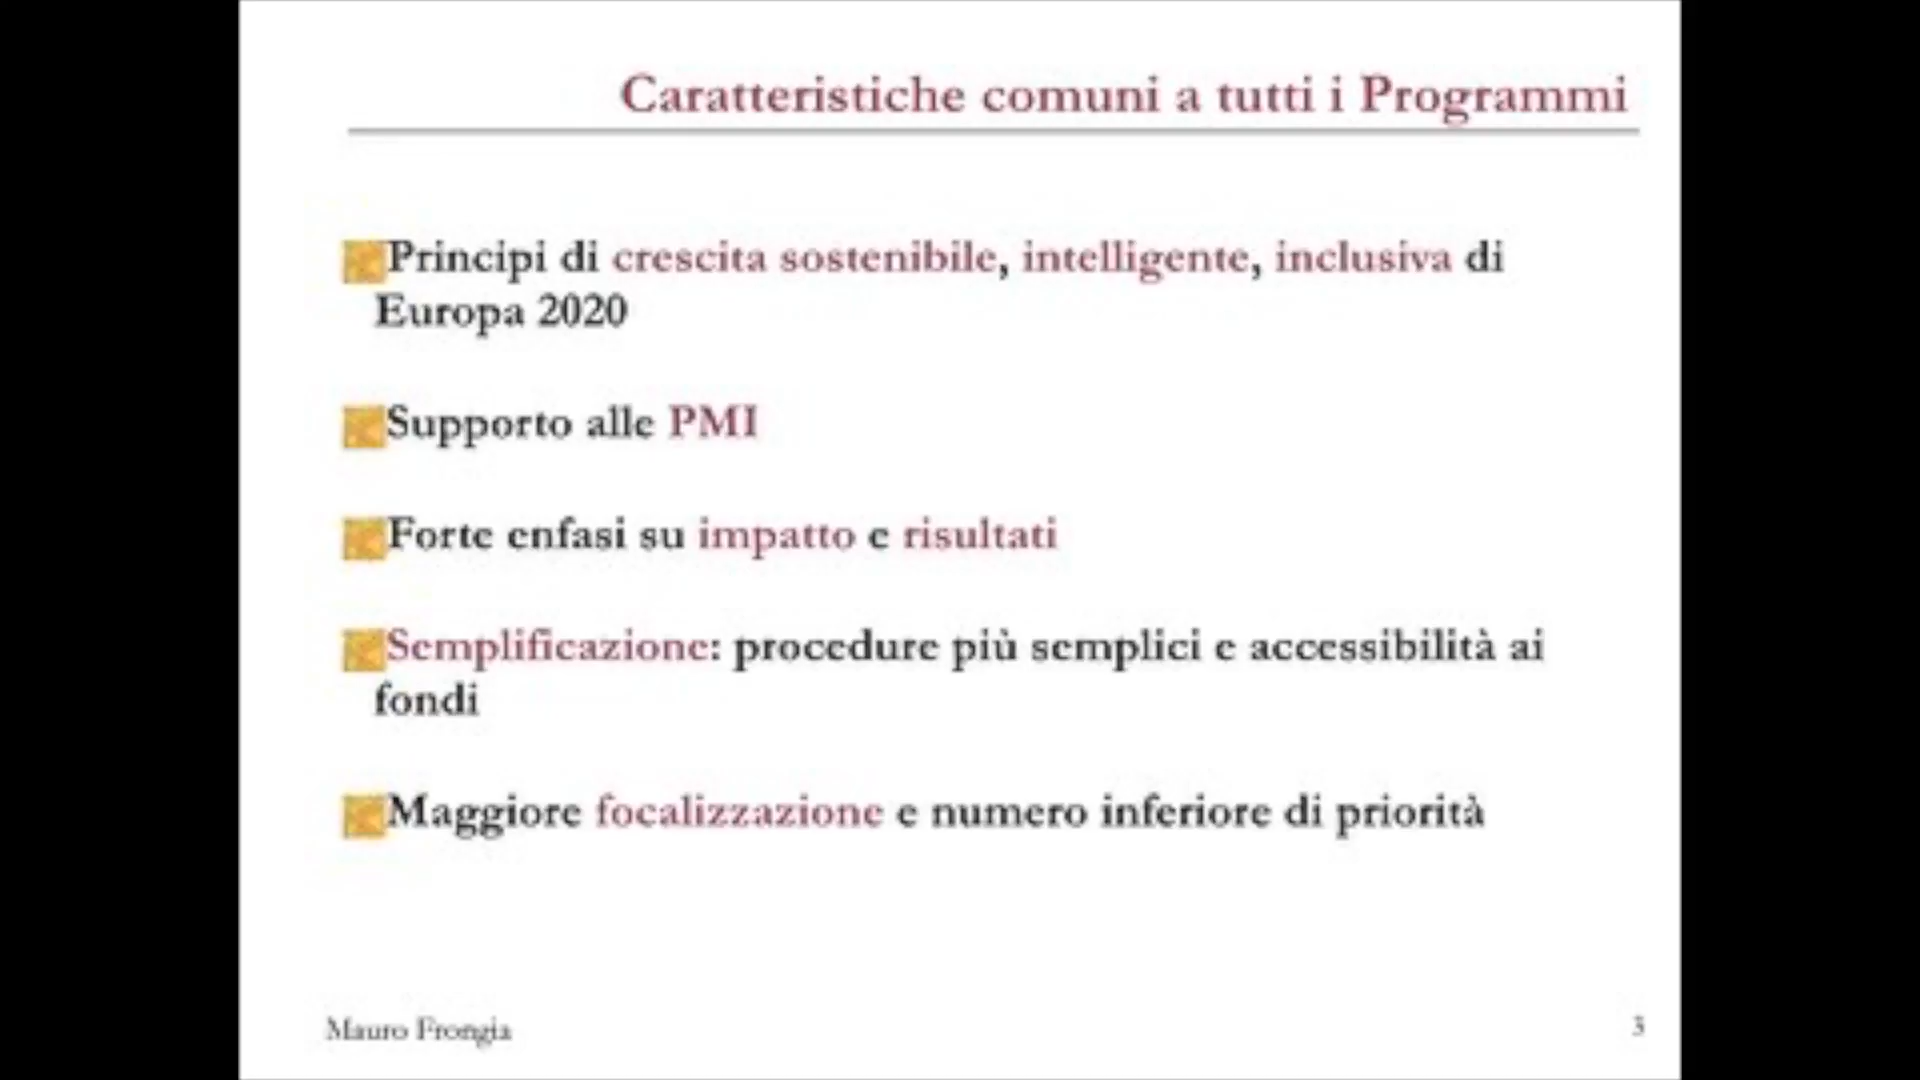 Caratteristiche comuni a tutti i Programmi
Principi di crescita sostenibile, intelligente, inclusiva di
Europa 2020
Supporto alle PMI
Forte enfasi su impatto e risultati
Semplificazione: procedure più semplici e accessibilità ai
fondi
Maggiore focalizzazione e numero inferiore di priorità
Mauro Frongia
3